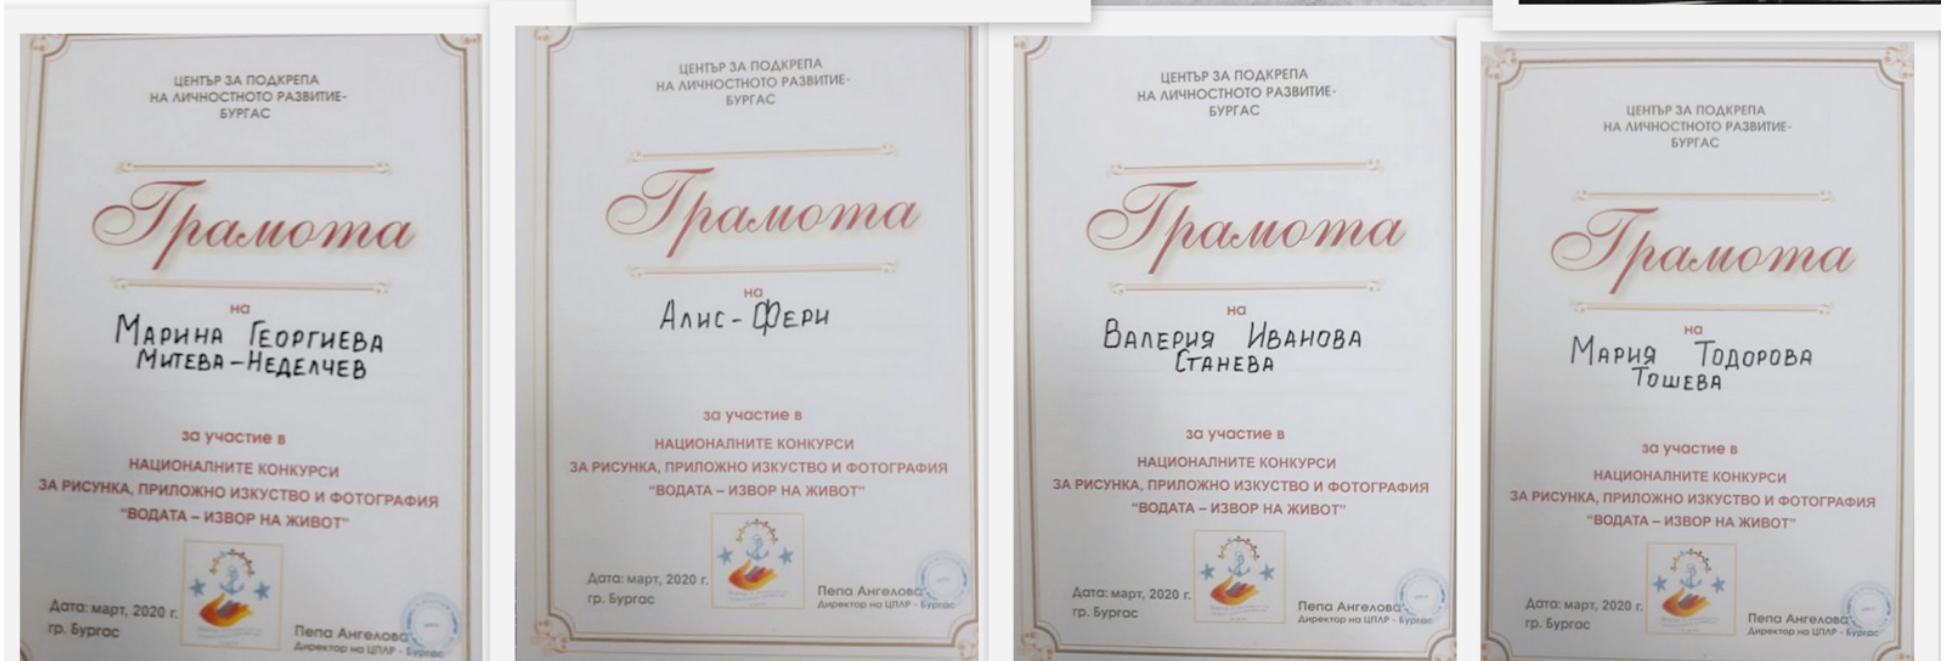 ЦЕНТЪР ЗА ПОДКРЕПА
НА ЛИЧНОСТНОТО РАЗВИТИЕ-
БУРГАС
Грамота
на
МАРИНА ГЕОРГИЕВА
МИТЕВА-НЕДЕЛЧЕВ
за участие в
НАЦИОНАЛНИТЕ КОНКУРСИ
ЗА РИСУНКА, ПРИЛОЖНО ИЗКУСТВО И ФОТОГРАФИЯ
"ВОДАТА – ИЗВОР НА ЖИВОТ"
Дата: март, 2020 г.
гр. Бургас
Пепа Ангелова
Директор на ЦПЛР - Бургас
ЦЕНТЪР ЗА ПОДКРЕПА
НА ЛИЧНОСТНОТО РАЗВИТИЕ-
БУРГАС
Грамота
на
АЛИС-ФЕРИ
за участие в
НАЦИОНАЛНИТЕ КОНКУРСИ
ЗА РИСУНКА, ПРИЛОЖНО ИЗКУСТВО И ФОТОГРАФИЯ
"ВОДАТА – ИЗВОР НА ЖИВОТ"
Дата: март, 2020 г.
гр. Бургас
Пепа Ангелова
Директор на ЦПЛР - Бургас
ЦЕНТЪР ЗА ПОДКРЕПА
НА ЛИЧНОСТНОТО РАЗВИТИЕ-
БУРГАС
Грамота
на
ВАЛЕРИЯ ИВАНОВА
СТАНЕВА
за участие в
НАЦИОНАЛНИТЕ КОНКУРСИ
ЗА РИСУНКА, ПРИЛОЖНО ИЗКУСТВО И ФОТОГРАФИЯ
"ВОДАТА – ИЗВОР НА ЖИВОТ"
Дата: март, 2020 г.
гр. Бургас
Пепа Ангелова
Директор на ЦПЛР - Бургас
ЦЕНТЪР ЗА ПОДКРЕПА
НА ЛИЧНОСТНОТО РАЗВИТИЕ-
БУРГАС
Грамота
на
МАРИЯ ТОДОРОВА
ТОШЕВА
за участие в
НАЦИОНАЛНИТЕ КОНКУРСИ
ЗА РИСУНКА, ПРИЛОЖНО ИЗКУСТВО И ФОТОГРАФИЯ
"ВОДАТА – ИЗВОР НА ЖИВОТ"
Дата: март, 2020 г.
гр. Бургас
Пепа Ангелова
Директор на ЦПЛР - Бургас